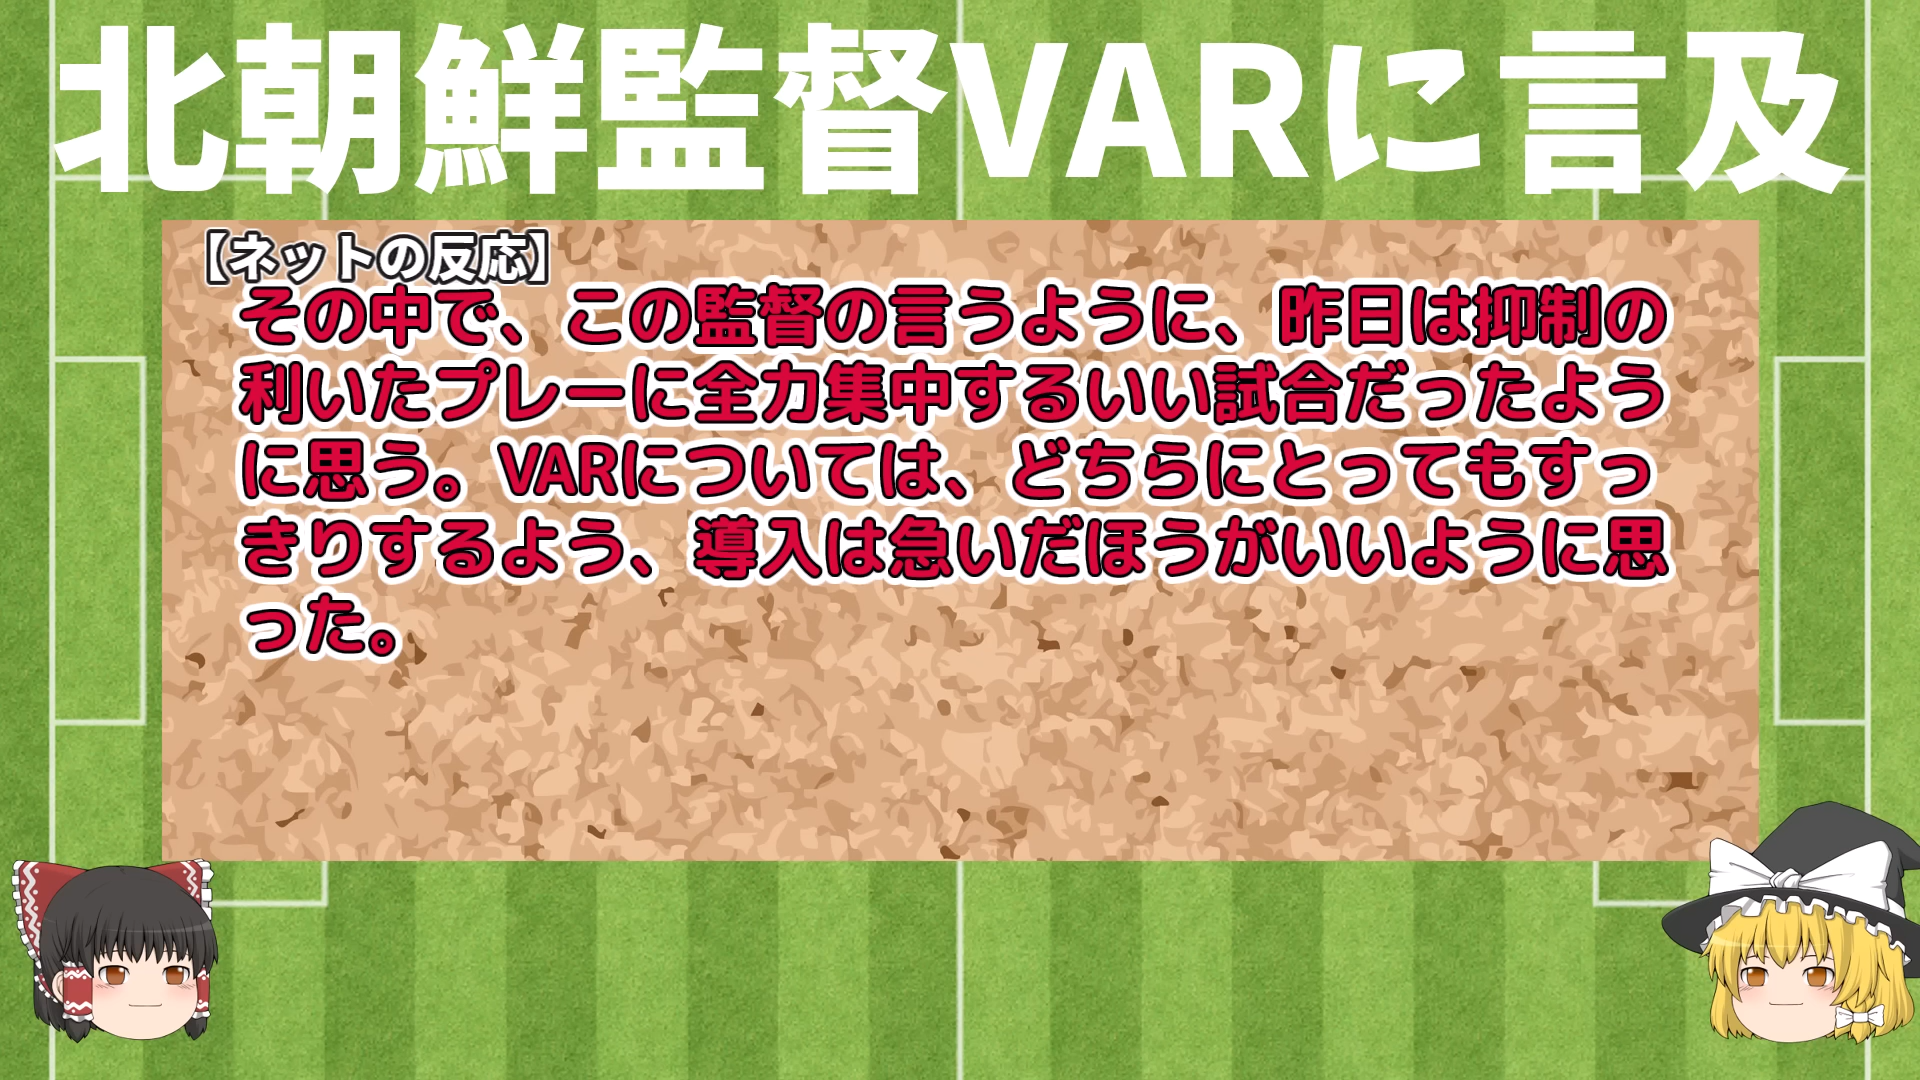 北朝鮮監督VARに言及
【ネットの反応】
その中で、この監督の言うように、昨日は抑制の
利いたプレーに全力集中するいい試合だったよう
に思う。VARについては、どちらにとってもすっ
きりするよう、導入は急いだほうがいいように思
った。